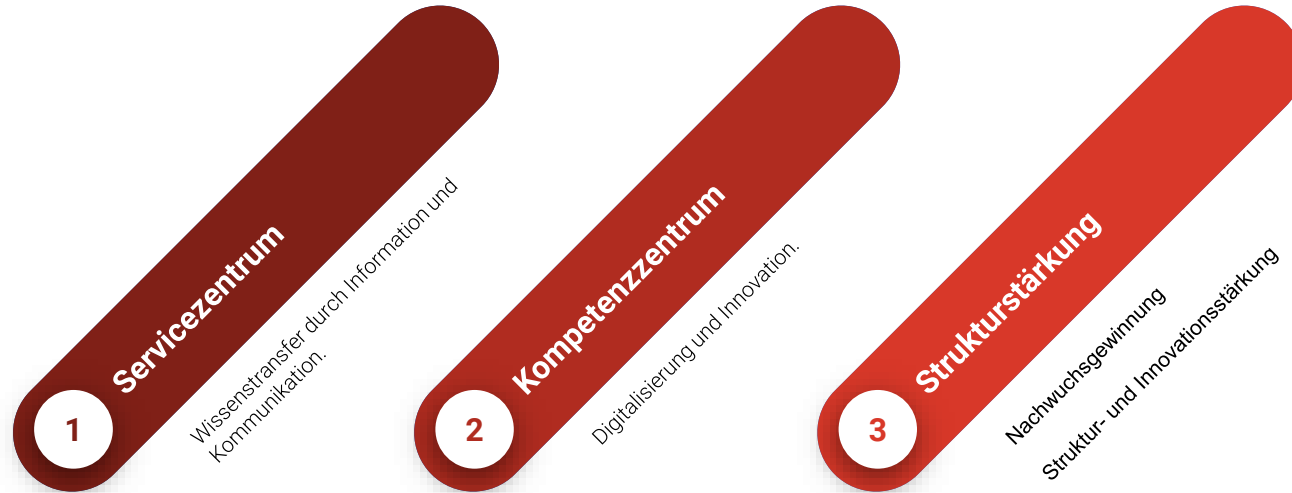 1
Servicezentrum
Wissenstransfer durch Information und
Kommunikation.
2
Kompetenzzentrum
Digitalisierung und Innovation.
3
Strukturstärkung
Nachwuchsgewinnung
Struktur- und Innovationsstärkung